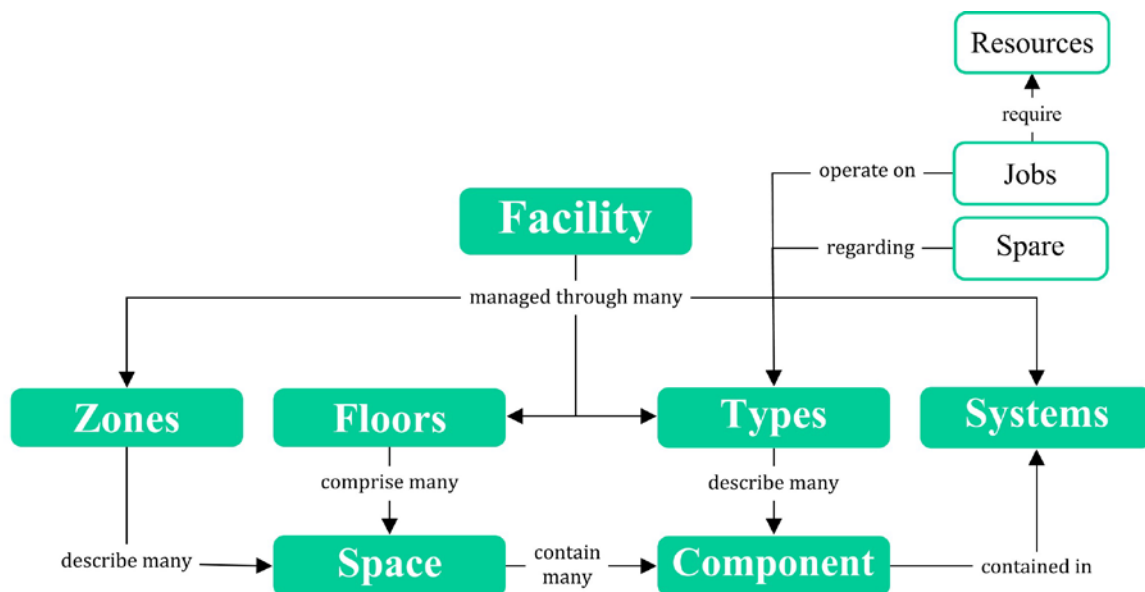 Resources
require
operate on
Jobs
Facility
regarding
Spare
managed through many
Zones
Floors
Types
Systems
comprise many
describe many
describe many
Space
contain
many
Component
contained in